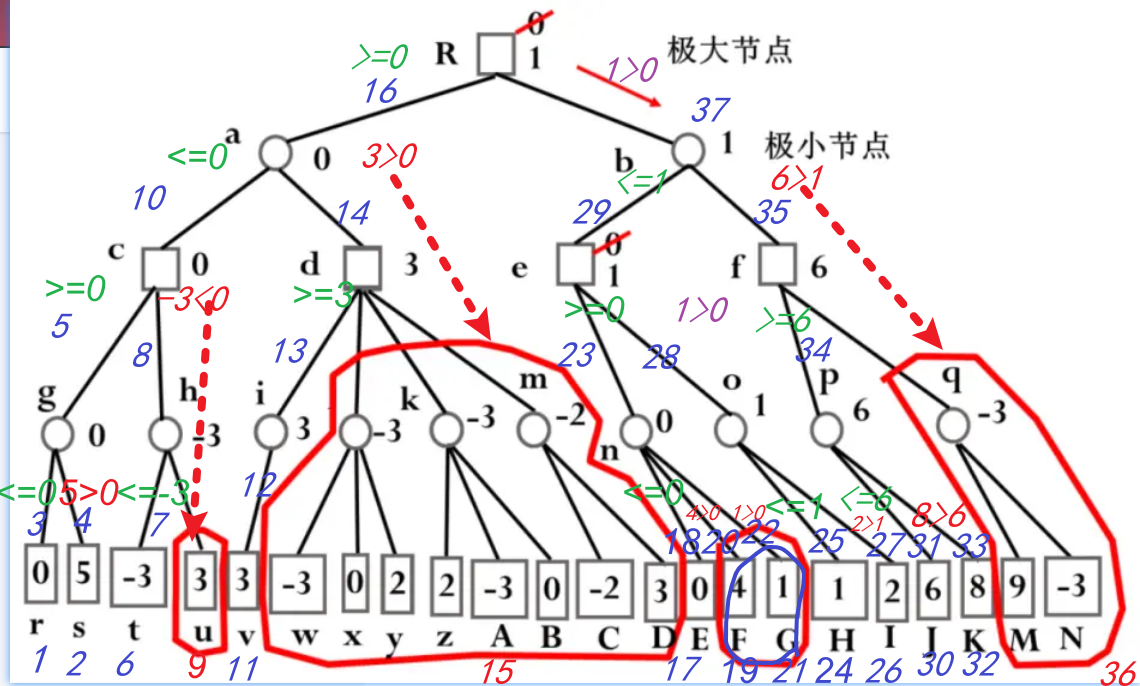 0
>=0 R 1 1>0 极大节点
16 37
a <=0 0 3>0 b 1 极小节点
<=1 6>1
10 14 29 35
c 0 d 3 e 0 1 f 6
>=0 -3<0 >=3 >=0 1>0 >=6
5 8 13 23 28 34
g h i k m o p q
0 -3 3 -3 -3 -2 n 0 1 6 -3
<=0 5>0 <=-3 12 <=0 4>0 1>0 <=1 2>1 <=6 8>6
3 4 7 18 20 22 25 27 31 33
0 5 -3 3 3 -3 0 2 2 -3 0 -2 3 0 4 1 1 2 6 8 9 -3
r s t u v w x y z A B C D E F G H I J K M N
1 2 6 9 11 15 17 19 21 24 26 30 32 36